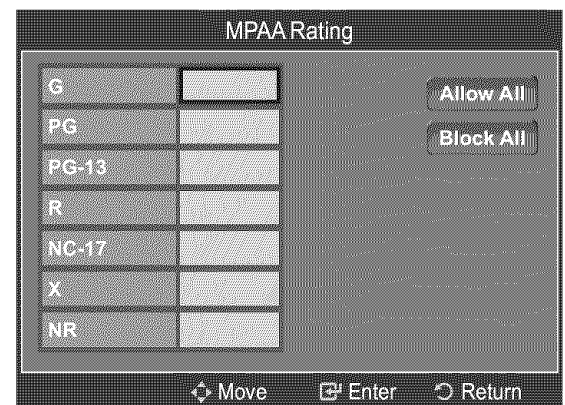 MPAA Rating
G
Allow All
PG
Block All
PG-13
R
NC-17
X
NR
Move Enter Return